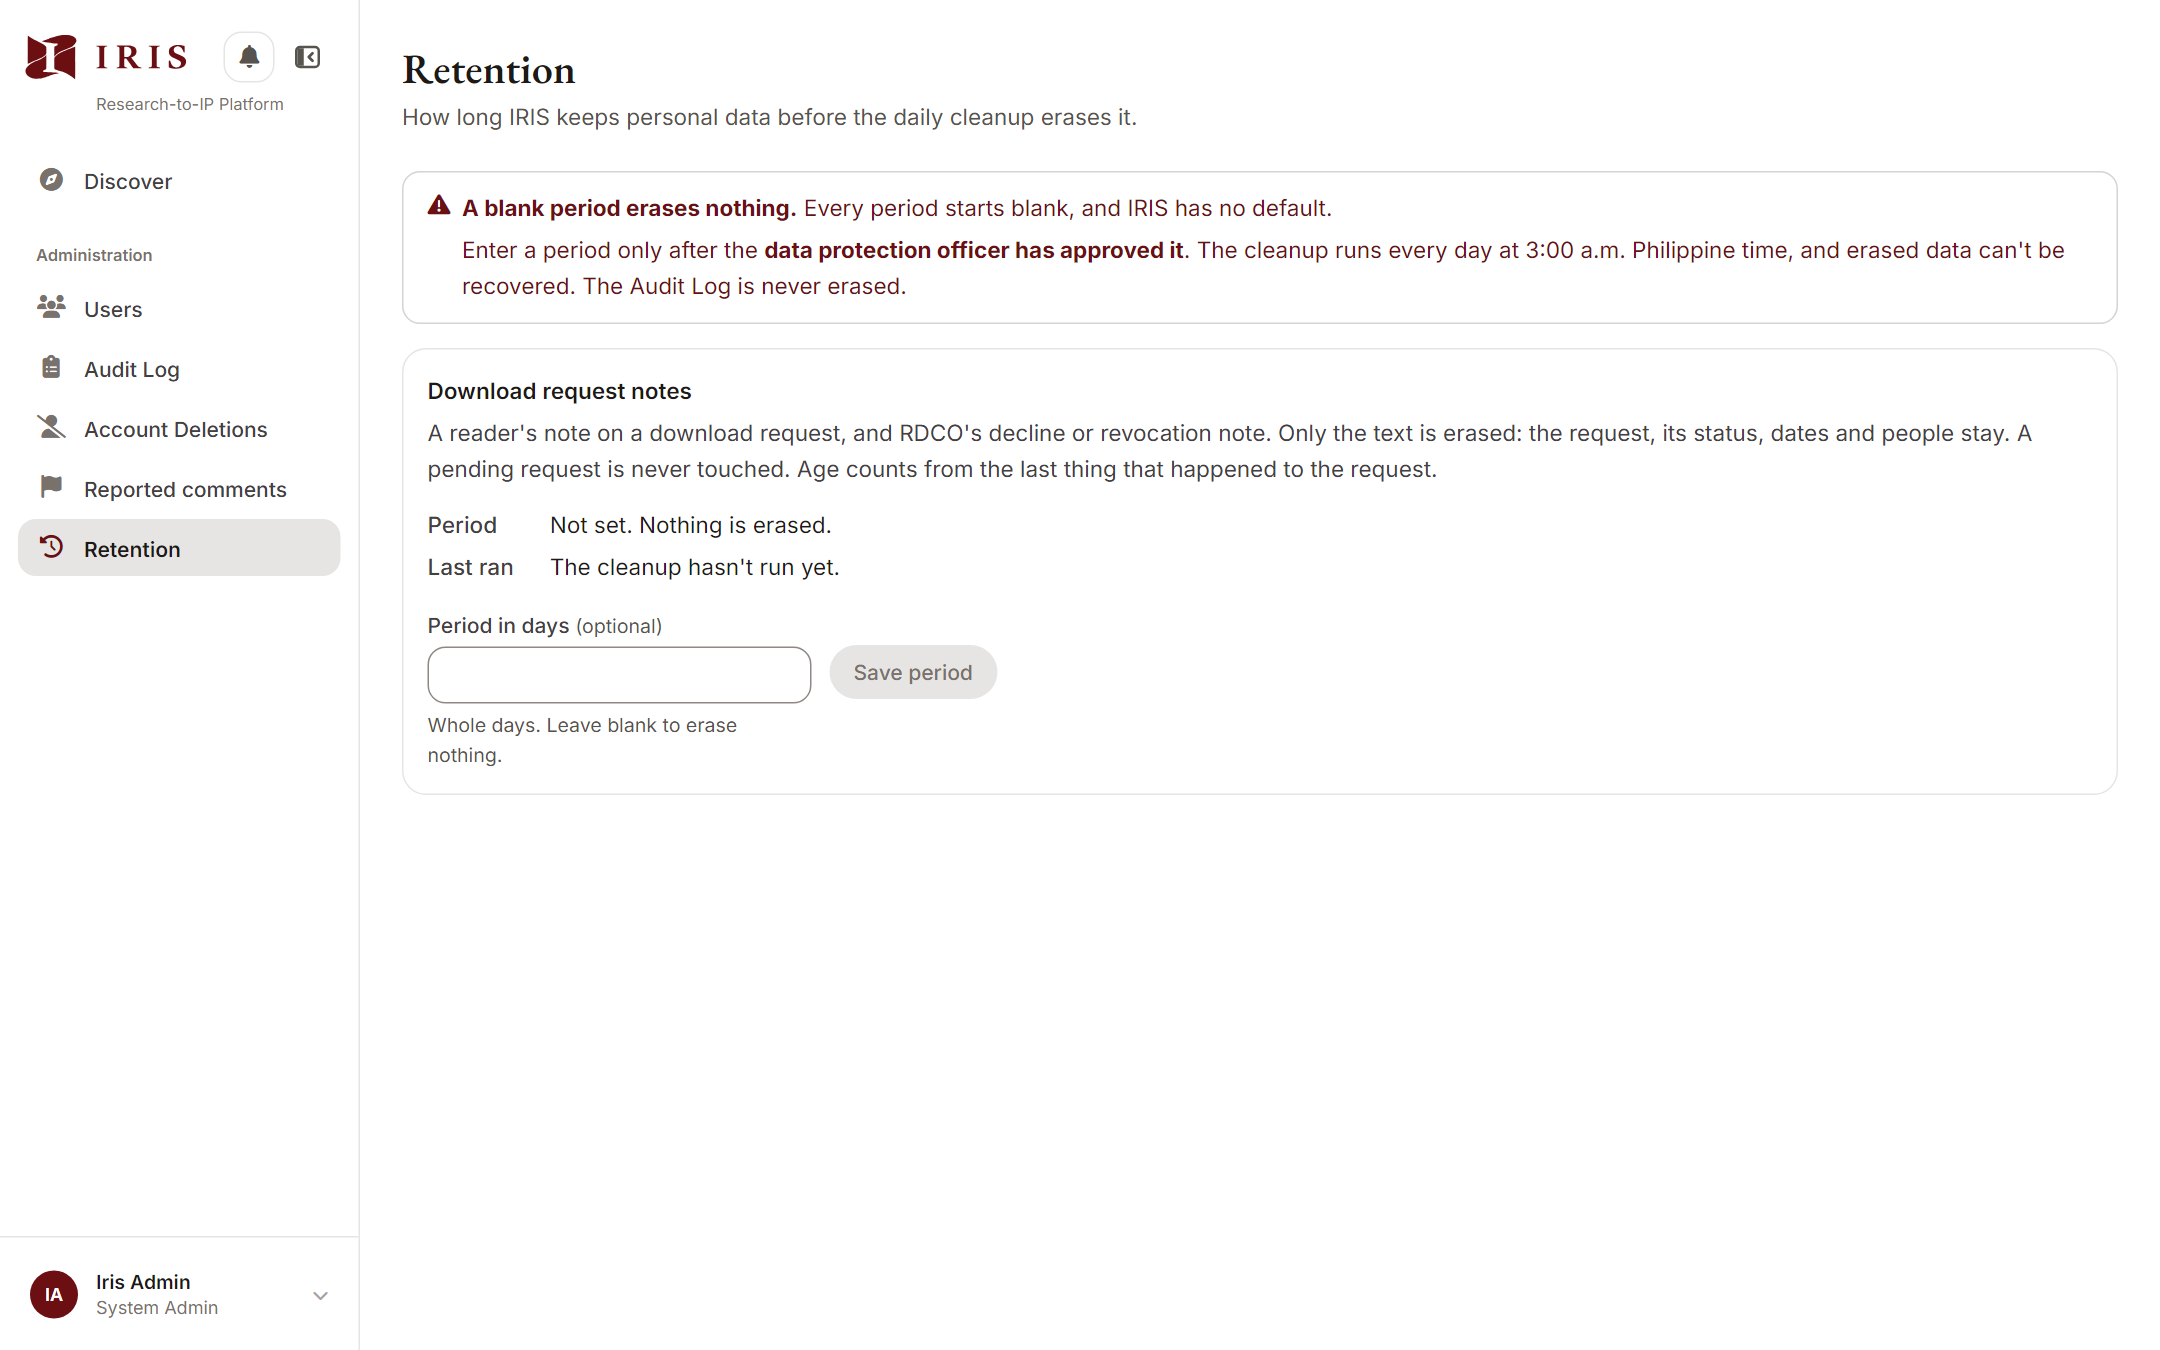 IRIS
Research-to-IP Platform
Discover
Administration
Users
Audit Log
Account Deletions
Reported comments
Retention
IA
Iris Admin
System Admin
Retention
How long IRIS keeps personal data before the daily cleanup erases it.
A blank period erases nothing. Every period starts blank, and IRIS has no default.
Enter a period only after the data protection officer has approved it. The cleanup runs every day at 3:00 a.m. Philippine time, and erased data can't be
recovered. The Audit Log is never erased.
Download request notes
A reader's note on a download request, and RDCO's decline or revocation note. Only the text is erased: the request, its status, dates and people stay. A
pending request is never touched. Age counts from the last thing that happened to the request.
Period Not set. Nothing is erased.
Last ran The cleanup hasn't run yet.
Period in days (optional)
Save period
Whole days. Leave blank to erase
nothing.